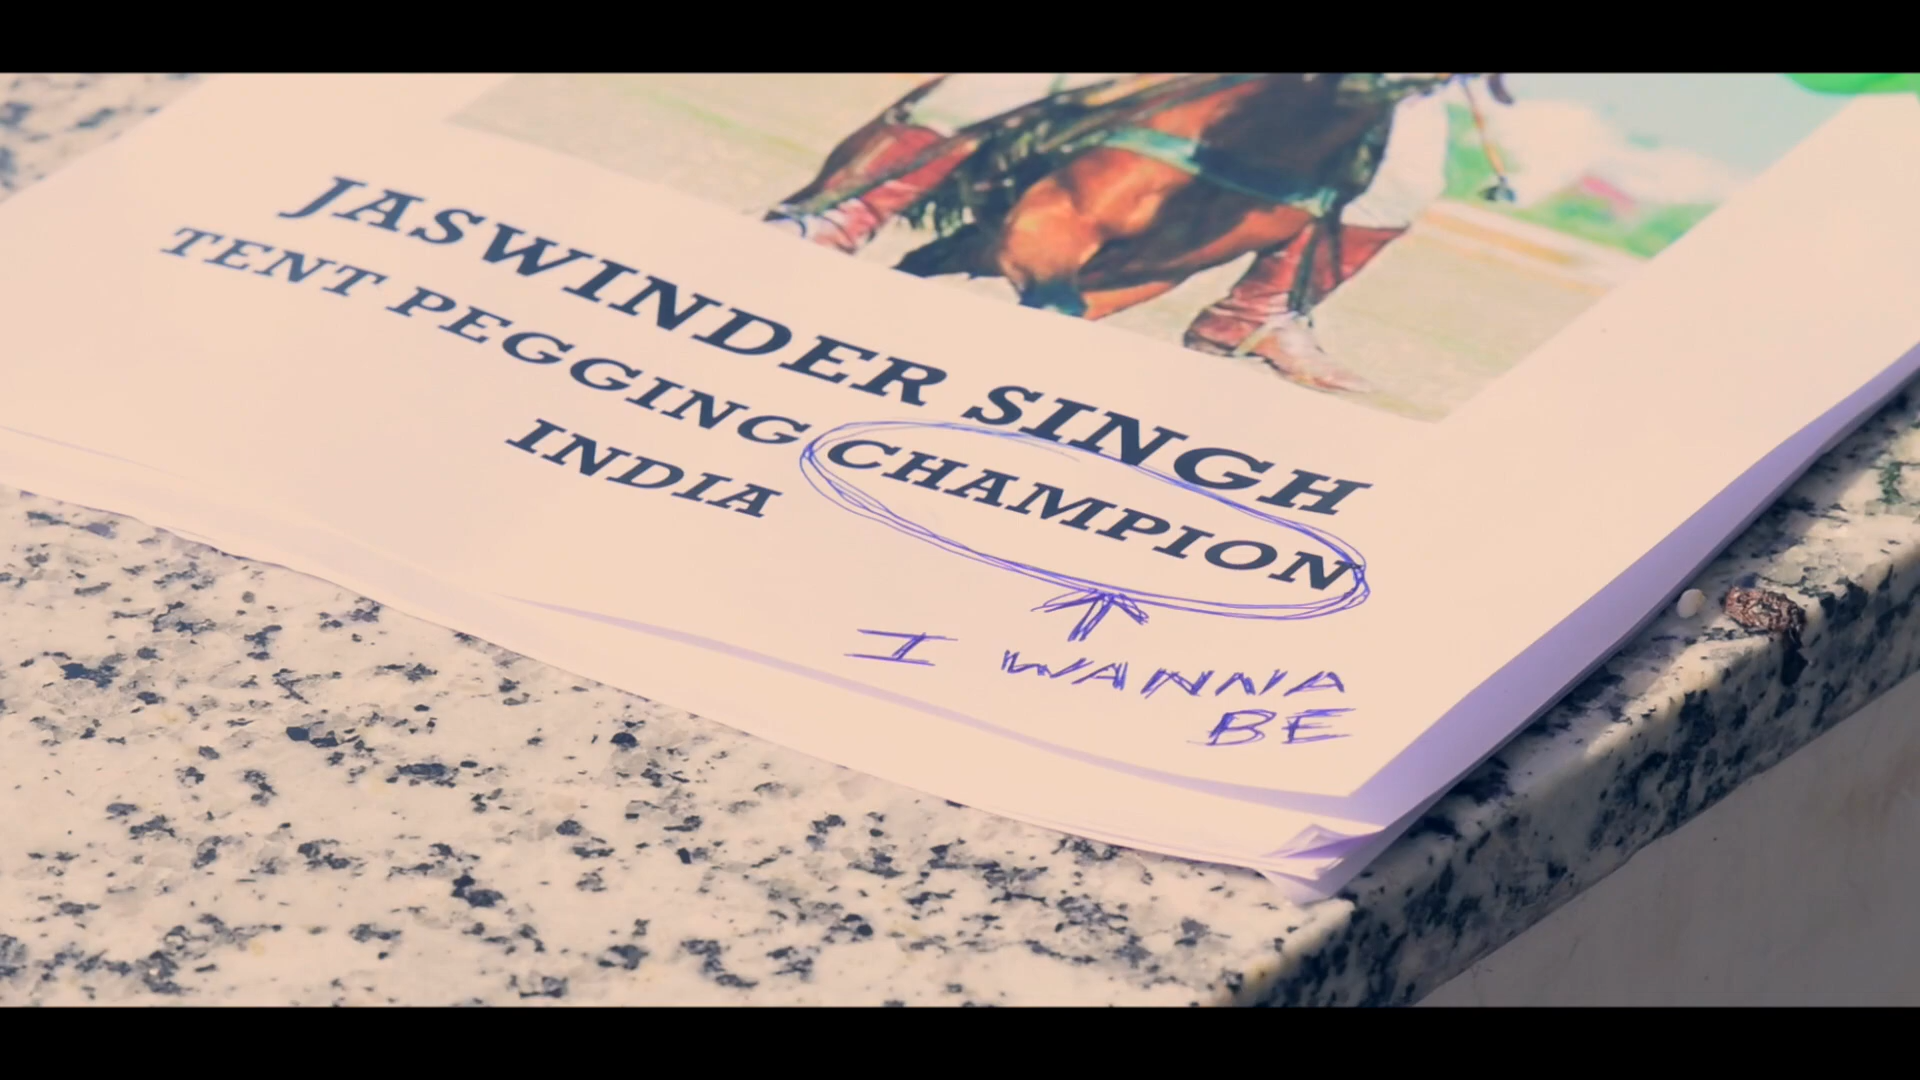 JASWINDER SINGH
TENT PEGGING CHAMPION
INDIA
I WANNA
BE